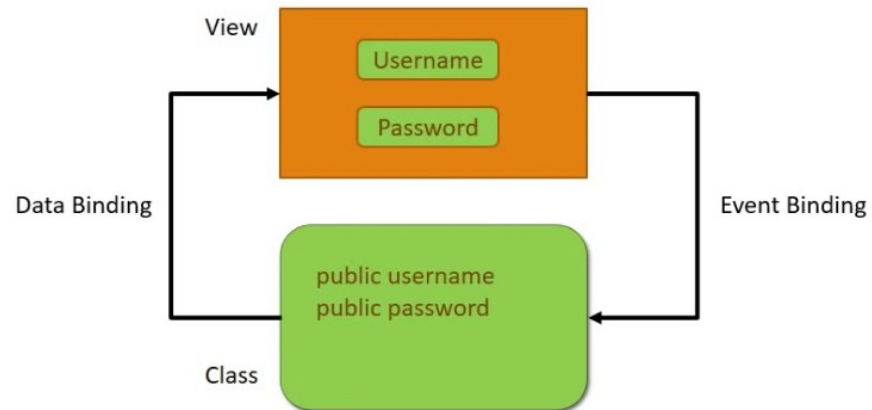 View
Username
Password
Data Binding
Event Binding
public username
public password
Class